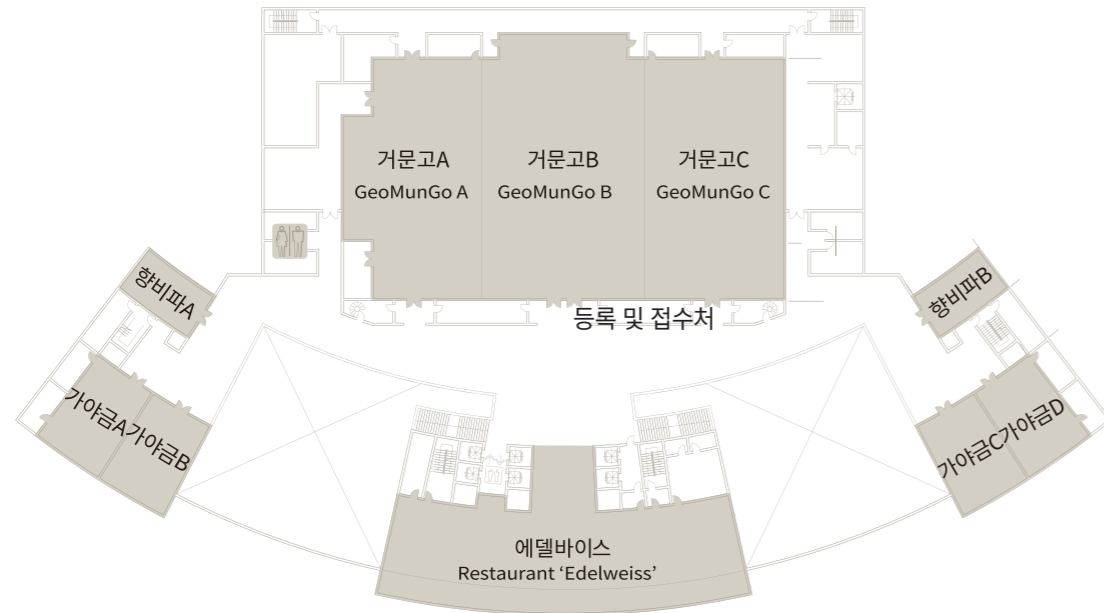 거문고A
GeoMunGo A
거문고B
GeoMunGo B
거문고C
GeoMunGo C
등록 및 접수처
향비파A
향비파B
가야금A
가야금B
가야금C
가야금D
에델바이스
Restaurant ‘Edelweiss’